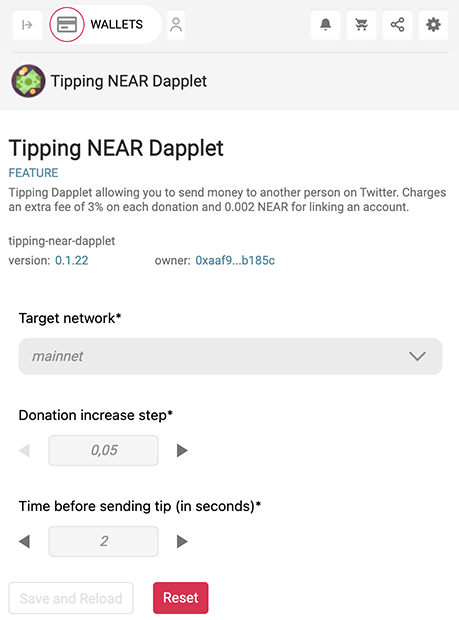 WALLETS
Tipping NEAR Dapplet
Tipping NEAR Dapplet
FEATURE
Tipping Dapplet allowing you to send money to another person on Twitter. Charges
an extra fee of 3% on each donation and 0.002 NEAR for linking an account.
tipping-near-dapplet
version: 0.1.22 owner: 0xaaf9...b185c
Target network*
mainnet
Donation increase step*
0,05
Time before sending tip (in seconds)*
2
Save and Reload Reset